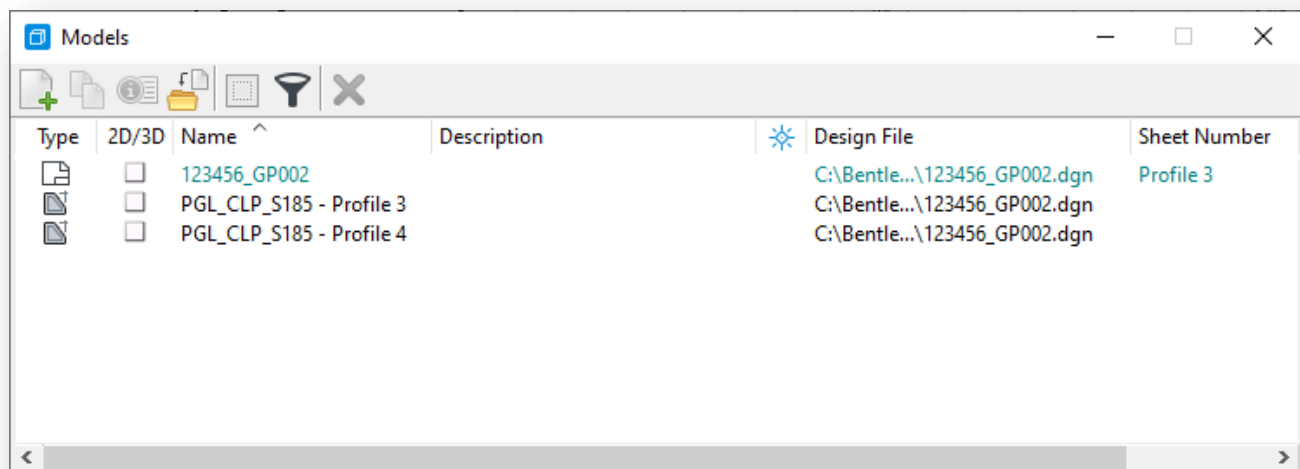 Models
Type 2D/3D Name Description Design File Sheet Number
123456_GP002 C:\Bentle...\123456_GP002.dgn Profile 3
PGL_CLP_S185 - Profile 3 C:\Bentle...\123456_GP002.dgn
PGL_CLP_S185 - Profile 4 C:\Bentle...\123456_GP002.dgn